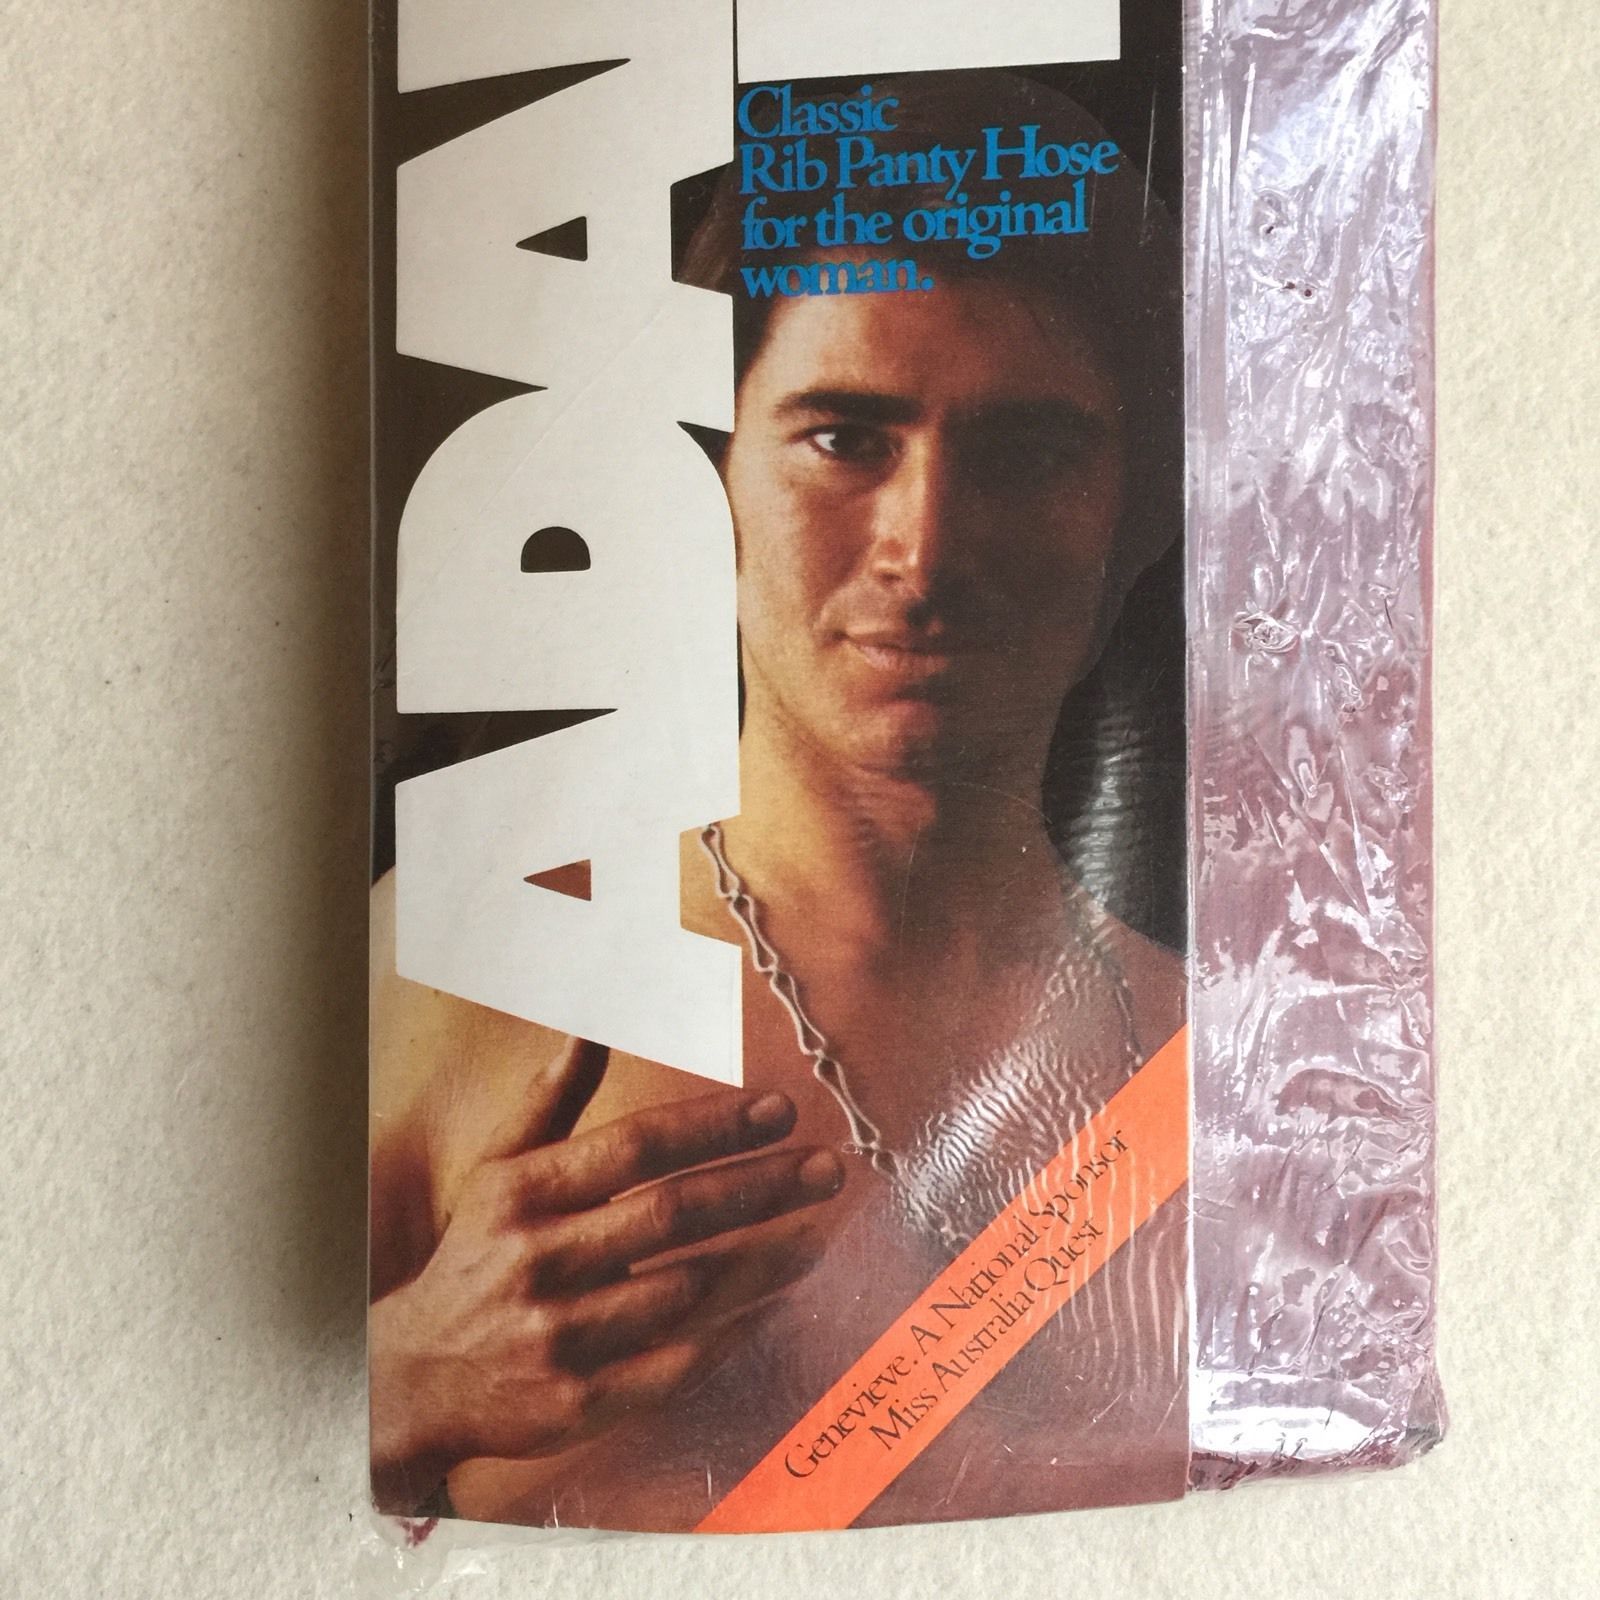 ADA
Classic
Rib Panty Hose
for the original
woman.
Genevieve. A National Sponsor
Miss Australia Quest